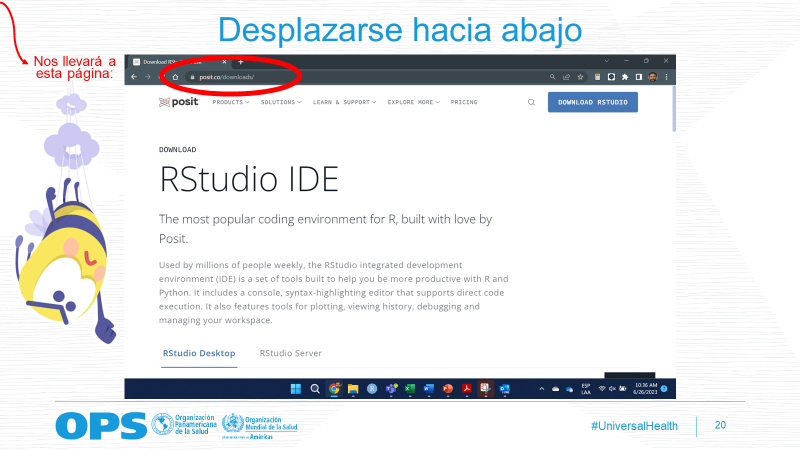 Desplazarse hacia abajo
Nos llevará a
esta página:
posit.co/downloads/
posit
PRODUCTS
SOLUTIONS
LEARN & SUPPORT
EXPLORE MORE
PRICING
DOWNLOAD RSTUDIO
DOWNLOAD
RStudio IDE
The most popular coding environment for R, built with love by
Posit.
Used by millions of people weekly, the RStudio integrated development
environment (IDE) is a set of tools built to help you be more productive with R and
Python. It includes a console, syntax-highlighting editor that supports direct code
execution. It also features tools for plotting, viewing history, debugging and
managing your workspace.
RStudio Desktop
RStudio Server
ESP
LAA
10:36 AM
6/26/2023
OPS
Organización
Panamericana
de la Salud
Organización
Mundial de la Salud
Américas
#UniversalHealth
20